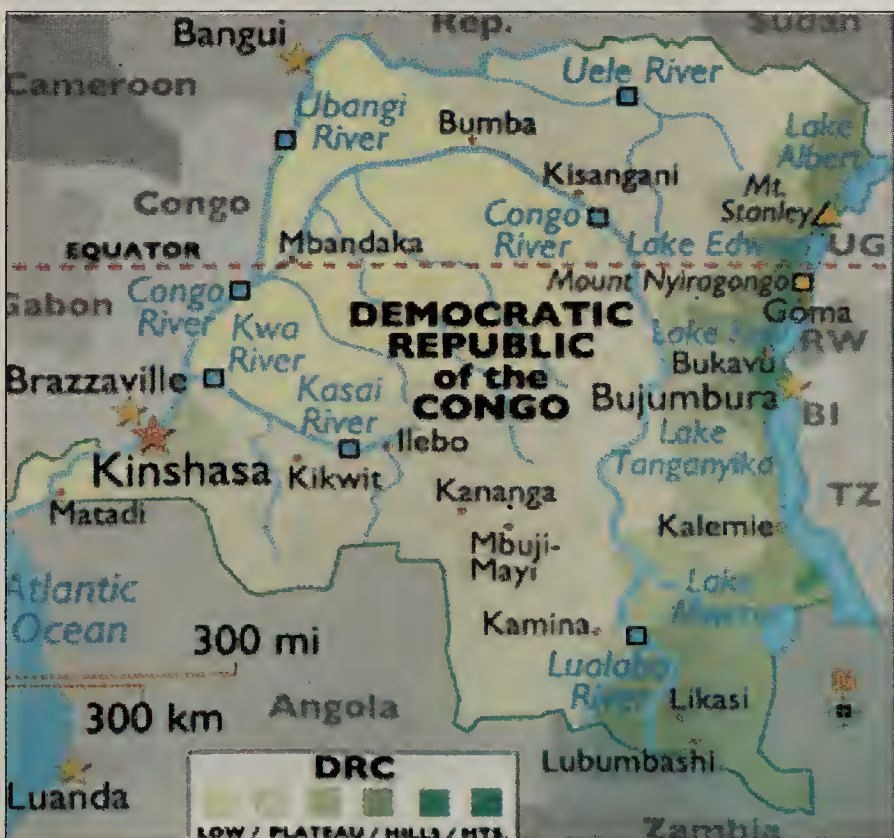 Bangui
Rep.
Sudan
Cameroon
Uele River
Ubangi
River
Bumba
Lake
Albert
Kisangani
Mt.
Stanley
Congo
Congo
River
EQUATOR
Mbandaka
Lake
UG
Gabon
Congo
River
Mount Nyiragongo
Goma
DEMOCRATIC
REPUBLIC
of the
CONGO
Kwa
River
Lake
RW
Bukavu
Brazzaville
Kasai
River
Bujumbura
BI
Ilebo
Lake
Tanganyika
Kinshasa
Kikwit
Kananga
TZ
Matadi
Mbuji-
Mayi
Kalemie
Atlantic
Ocean
Lake
Kamina
300 mi
Lualaba
River
Likasi
300 km
Angola
DRC
Lubumbashi
Luanda
LOW / PLATEAU / HILLS / MTS.
Zambia